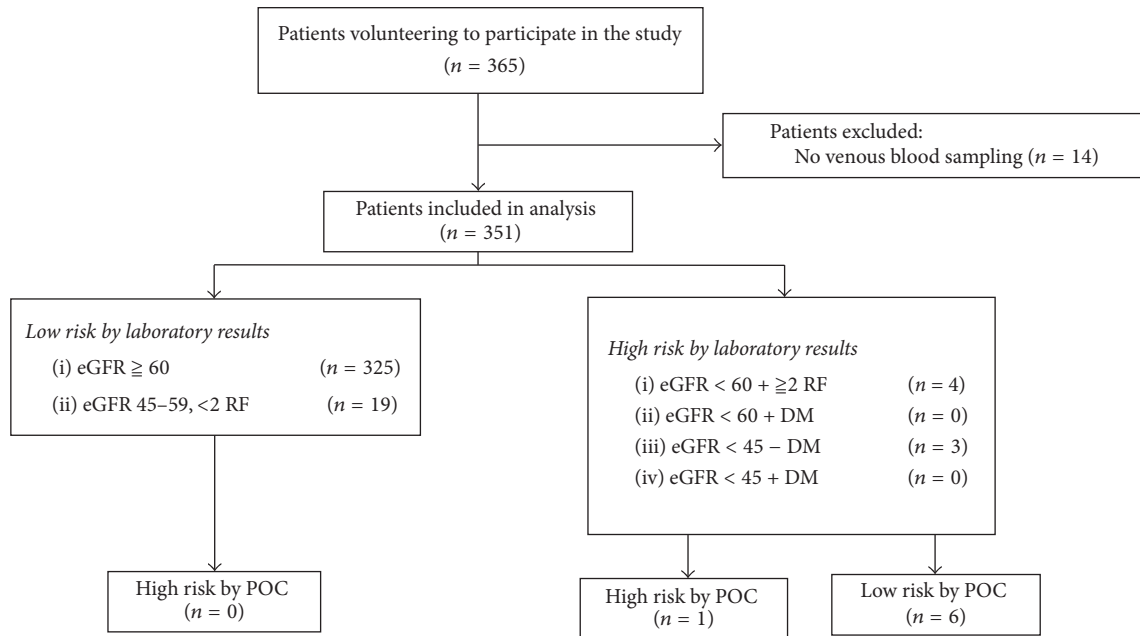 Patients volunteering to participate in the study
(n = 365)
Patients excluded:
No venous blood sampling (n = 14)
Patients included in analysis
(n = 351)
Low risk by laboratory results
(i) eGFR ≧ 60 (n = 325)
(ii) eGFR 45–59, <2 RF (n = 19)
High risk by laboratory results
(i) eGFR < 60 + ≧2 RF (n = 4)
(ii) eGFR < 60 + DM (n = 0)
(iii) eGFR < 45 − DM (n = 3)
(iv) eGFR < 45 + DM (n = 0)
High risk by POC
(n = 0)
High risk by POC
(n = 1)
Low risk by POC
(n = 6)